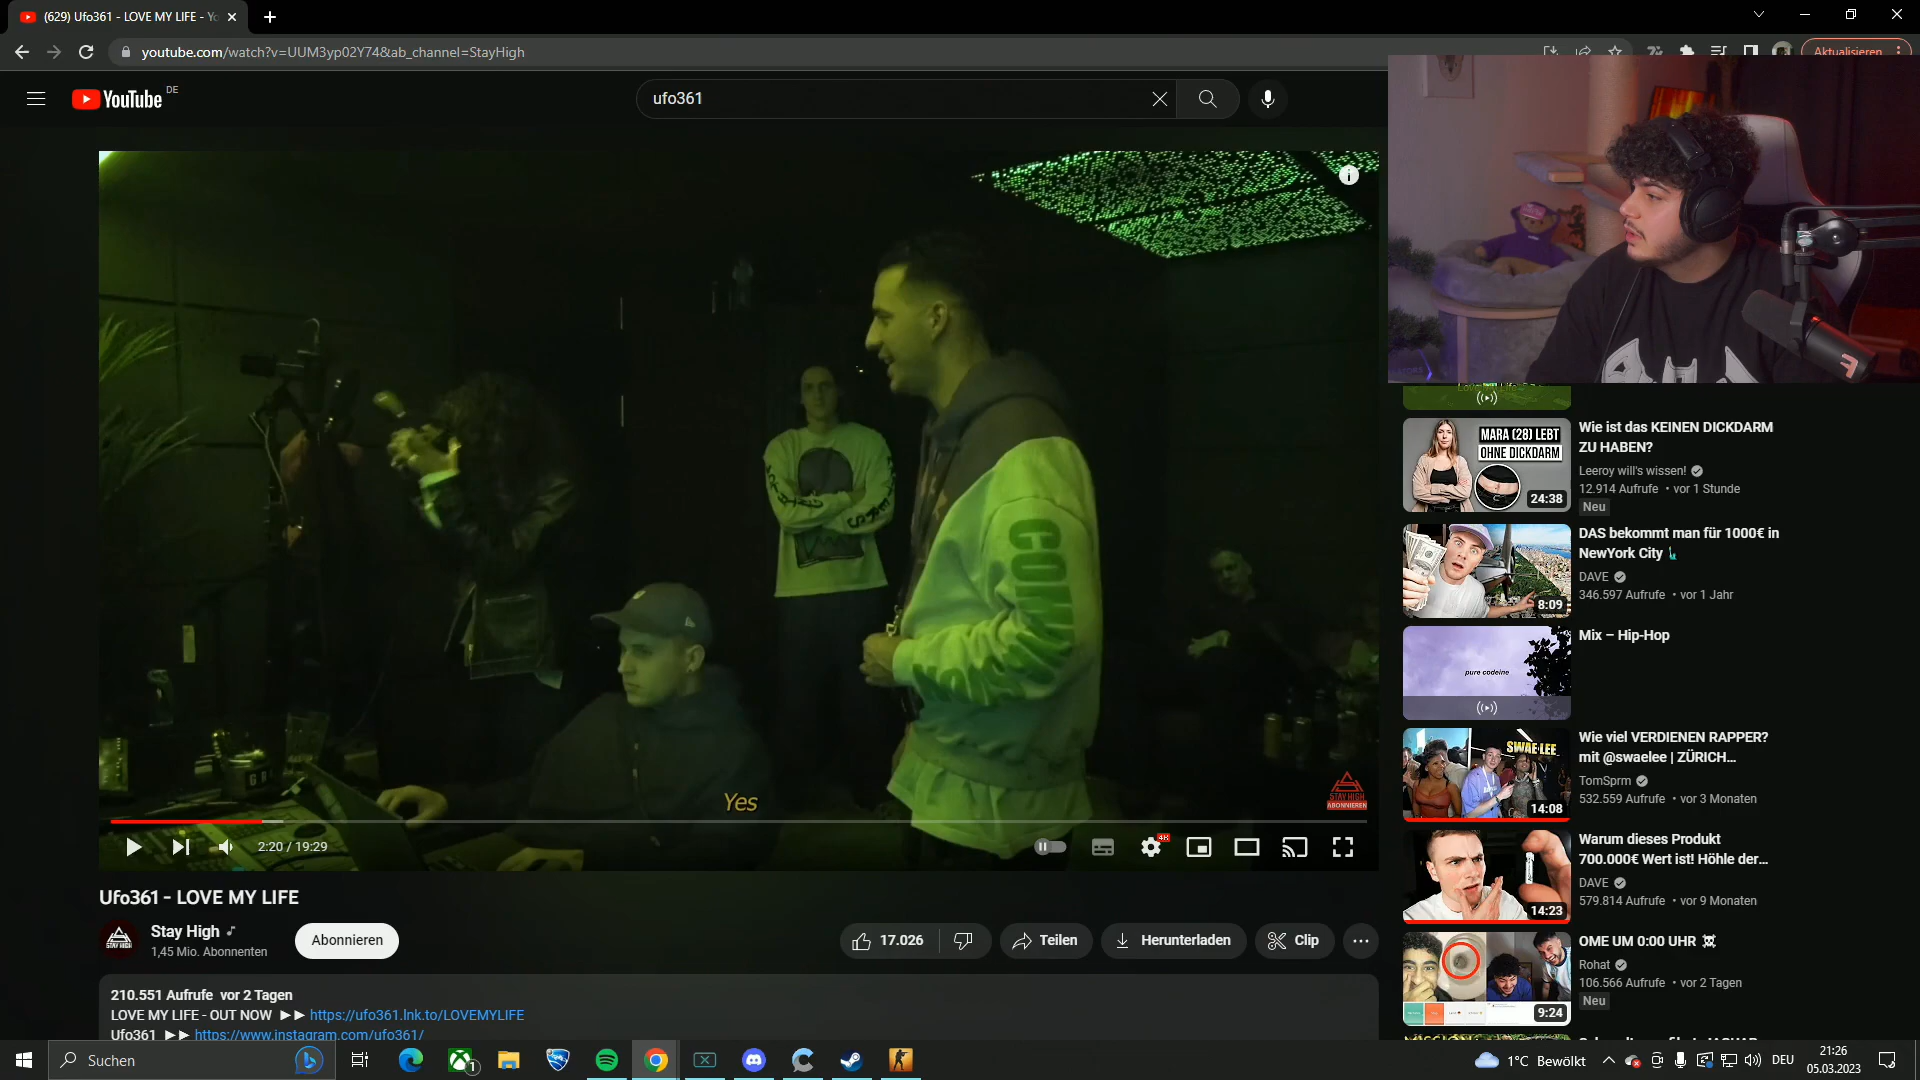 (629) Ufo361 - LOVE MY LIFE - Yo
youtube.com/watch?v=UUM3yp02Y74&ab_channel=StayHigh
Aktualisieren
YouTube DE
ufo361
COME
Yes
STAY HIGH
ABONNIEREN
2:20 / 19:29
4K
Ufo361 - LOVE MY LIFE
Stay High
1,45 Mio. Abonnenten
Abonnieren
17.026
Teilen
Herunterladen
Clip
210.551 Aufrufe vor 2 Tagen
LOVE MY LIFE - OUT NOW ►► https://ufo361.lnk.to/LOVEMYLIFE
Ufo361 ►► https://www.instagram.com/ufo361/
MARA (28) LEBT
OHNE DICKDARM
24:38
Wie ist das KEINEN DICKDARM
ZU HABEN?
Leeroy will's wissen!
12.914 Aufrufe • vor 1 Stunde
Neu
8:09
DAS bekommt man für 1000€ in
NewYork City
DAVE
346.597 Aufrufe • vor 1 Jahr
pure codeine
Mix – Hip-Hop
SWAE LEE
14:08
Wie viel VERDIENEN RAPPER?
mit @swaelee | ZÜRICH...
TomSprm
532.559 Aufrufe • vor 3 Monaten
14:23
Warum dieses Produkt
700.000€ Wert ist! Höhle der...
DAVE
579.814 Aufrufe • vor 9 Monaten
9:24
OME UM 0:00 UHR
Rohat
106.566 Aufrufe • vor 2 Tagen
Neu
Suchen
1
1°C Bewölkt
DEU
21:26
05.03.2023